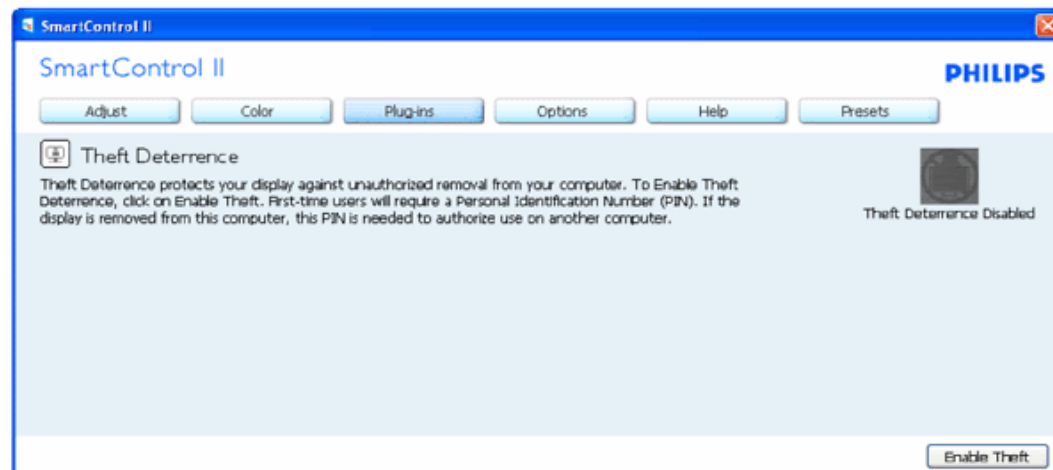 SmartControl II
SmartControl II
PHILIPS
Adjust Color Plug-ins Options Help Presets
Theft Deterrence
Theft Deterrence protects your display against unauthorized removal from your computer. To Enable Theft
Deterrence, click on Enable Theft. First-time users will require a Personal Identification Number (PIN). If the
display is removed from this computer, this PIN is needed to authorize use on another computer.
Theft Deterrence Disabled
Enable Theft